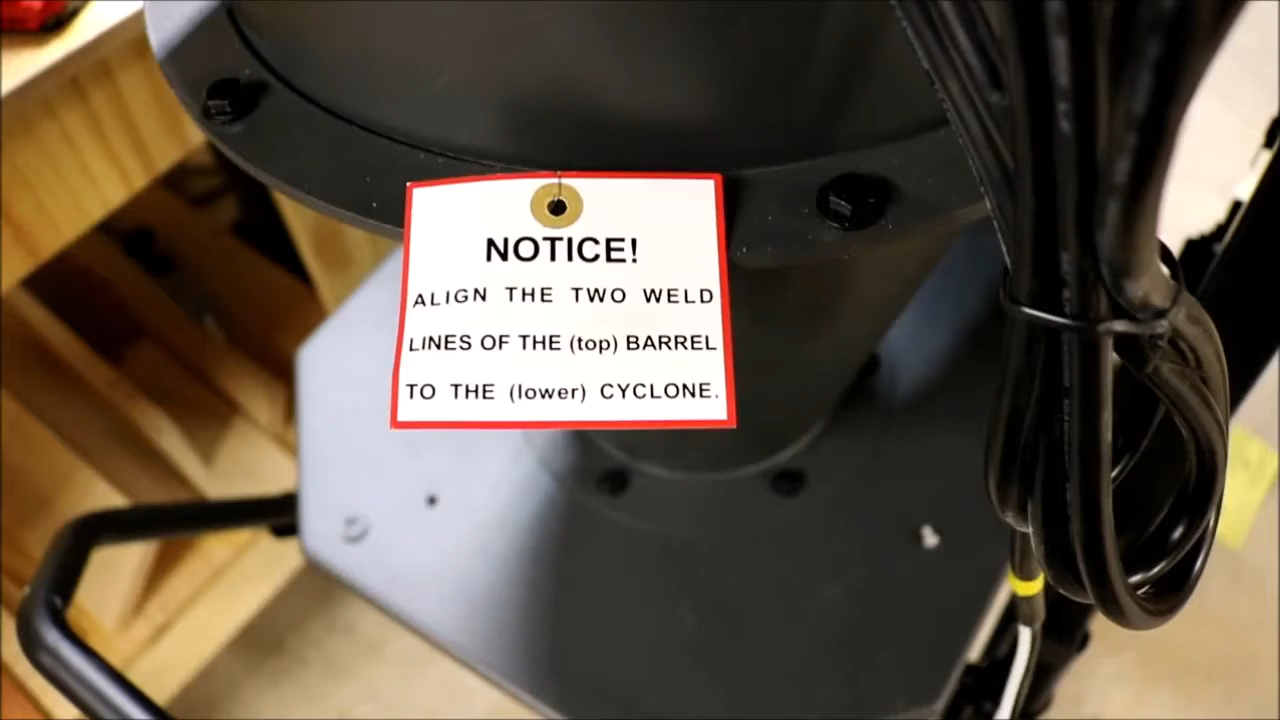 NOTICE!
ALIGN THE TWO WELD
LINES OF THE (top) BARREL
TO THE (lower) CYCLONE.